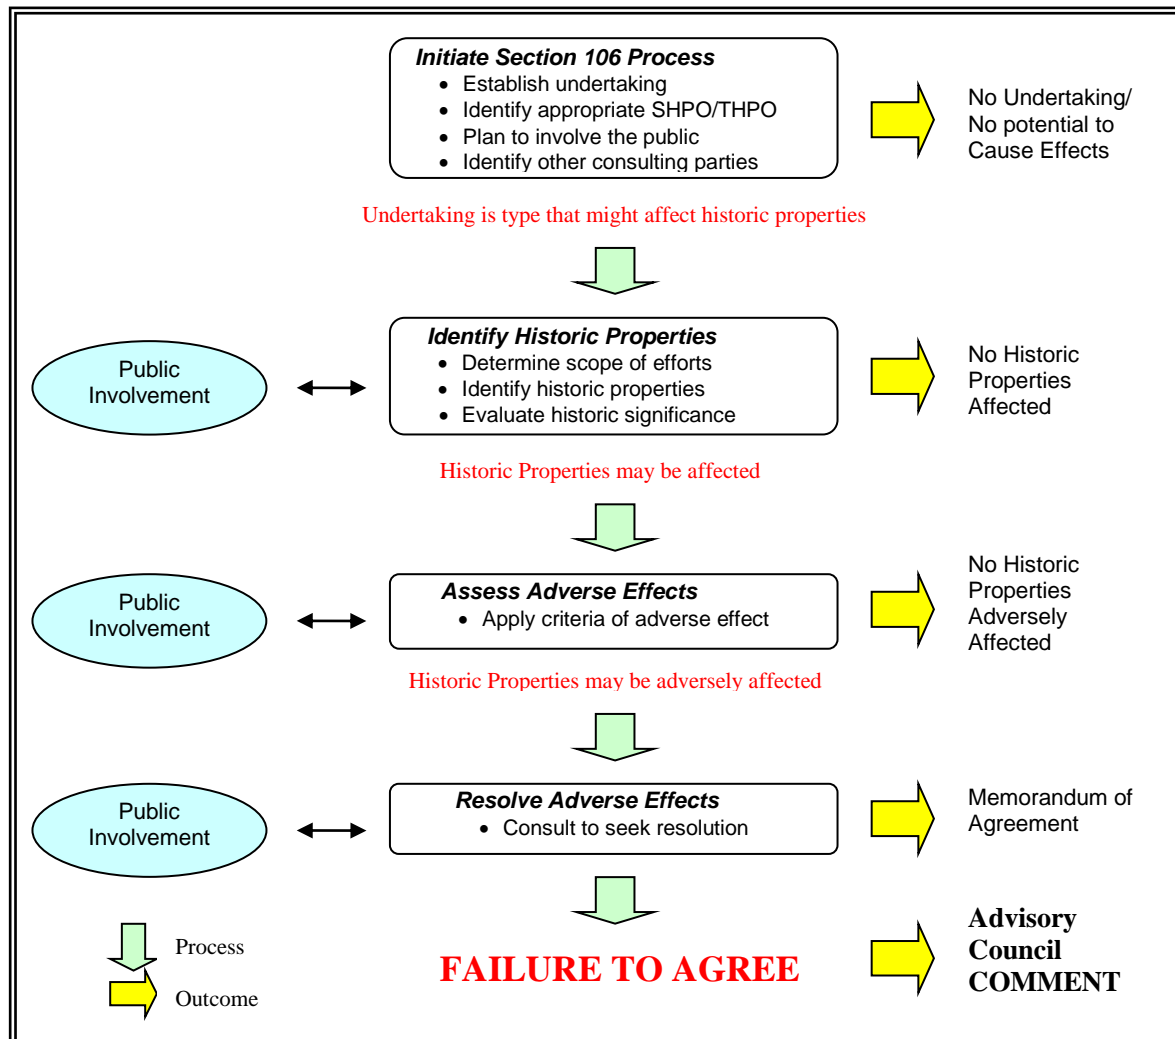 Initiate Section 106 Process
• Establish undertaking
• Identify appropriate SHPO/THPO
• Plan to involve the public
• Identify other consulting parties
No Undertaking/
No potential to
Cause Effects
Undertaking is type that might affect historic properties
Public
Involvement
Identify Historic Properties
• Determine scope of efforts
• Identify historic properties
• Evaluate historic significance
No Historic
Properties
Affected
Historic Properties may be affected
Public
Involvement
Assess Adverse Effects
• Apply criteria of adverse effect
No Historic
Properties
Adversely
Affected
Historic Properties may be adversely affected
Public
Involvement
Resolve Adverse Effects
• Consult to seek resolution
Memorandum of
Agreement
Process
Outcome
FAILURE TO AGREE
Advisory
Council
COMMENT